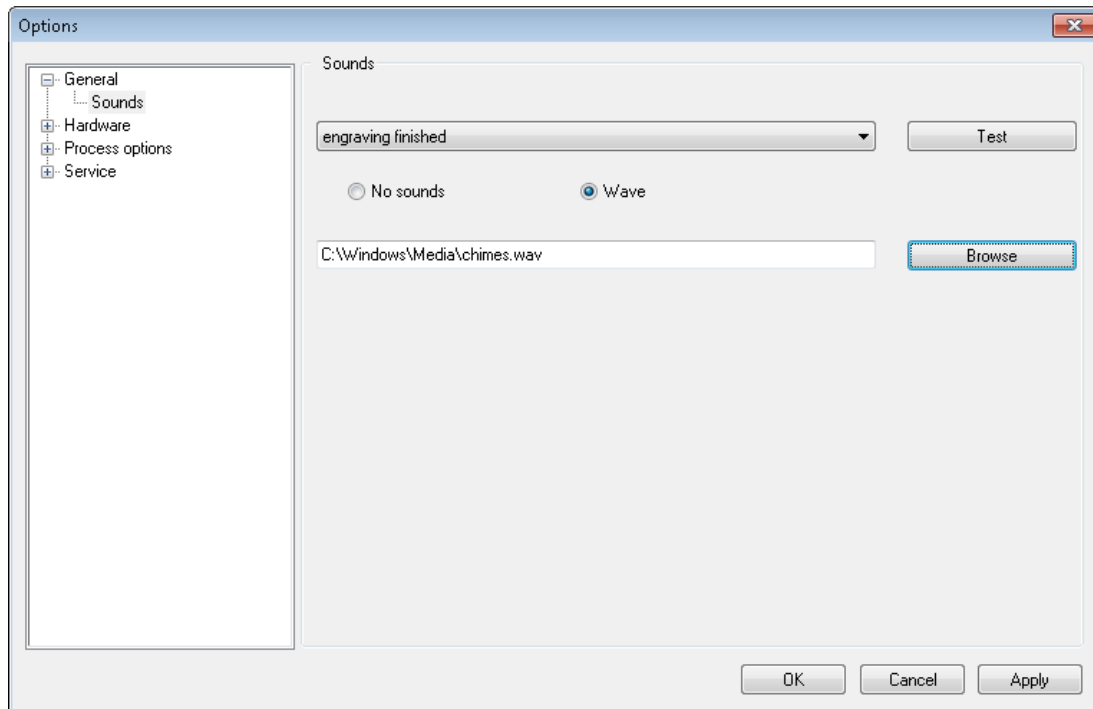 Options
General
Sounds
Hardware
Process options
Service
Sounds
engraving finished
Test
No sounds
Wave
C:\Windows\Media\chimes.wav
Browse
OK
Cancel
Apply